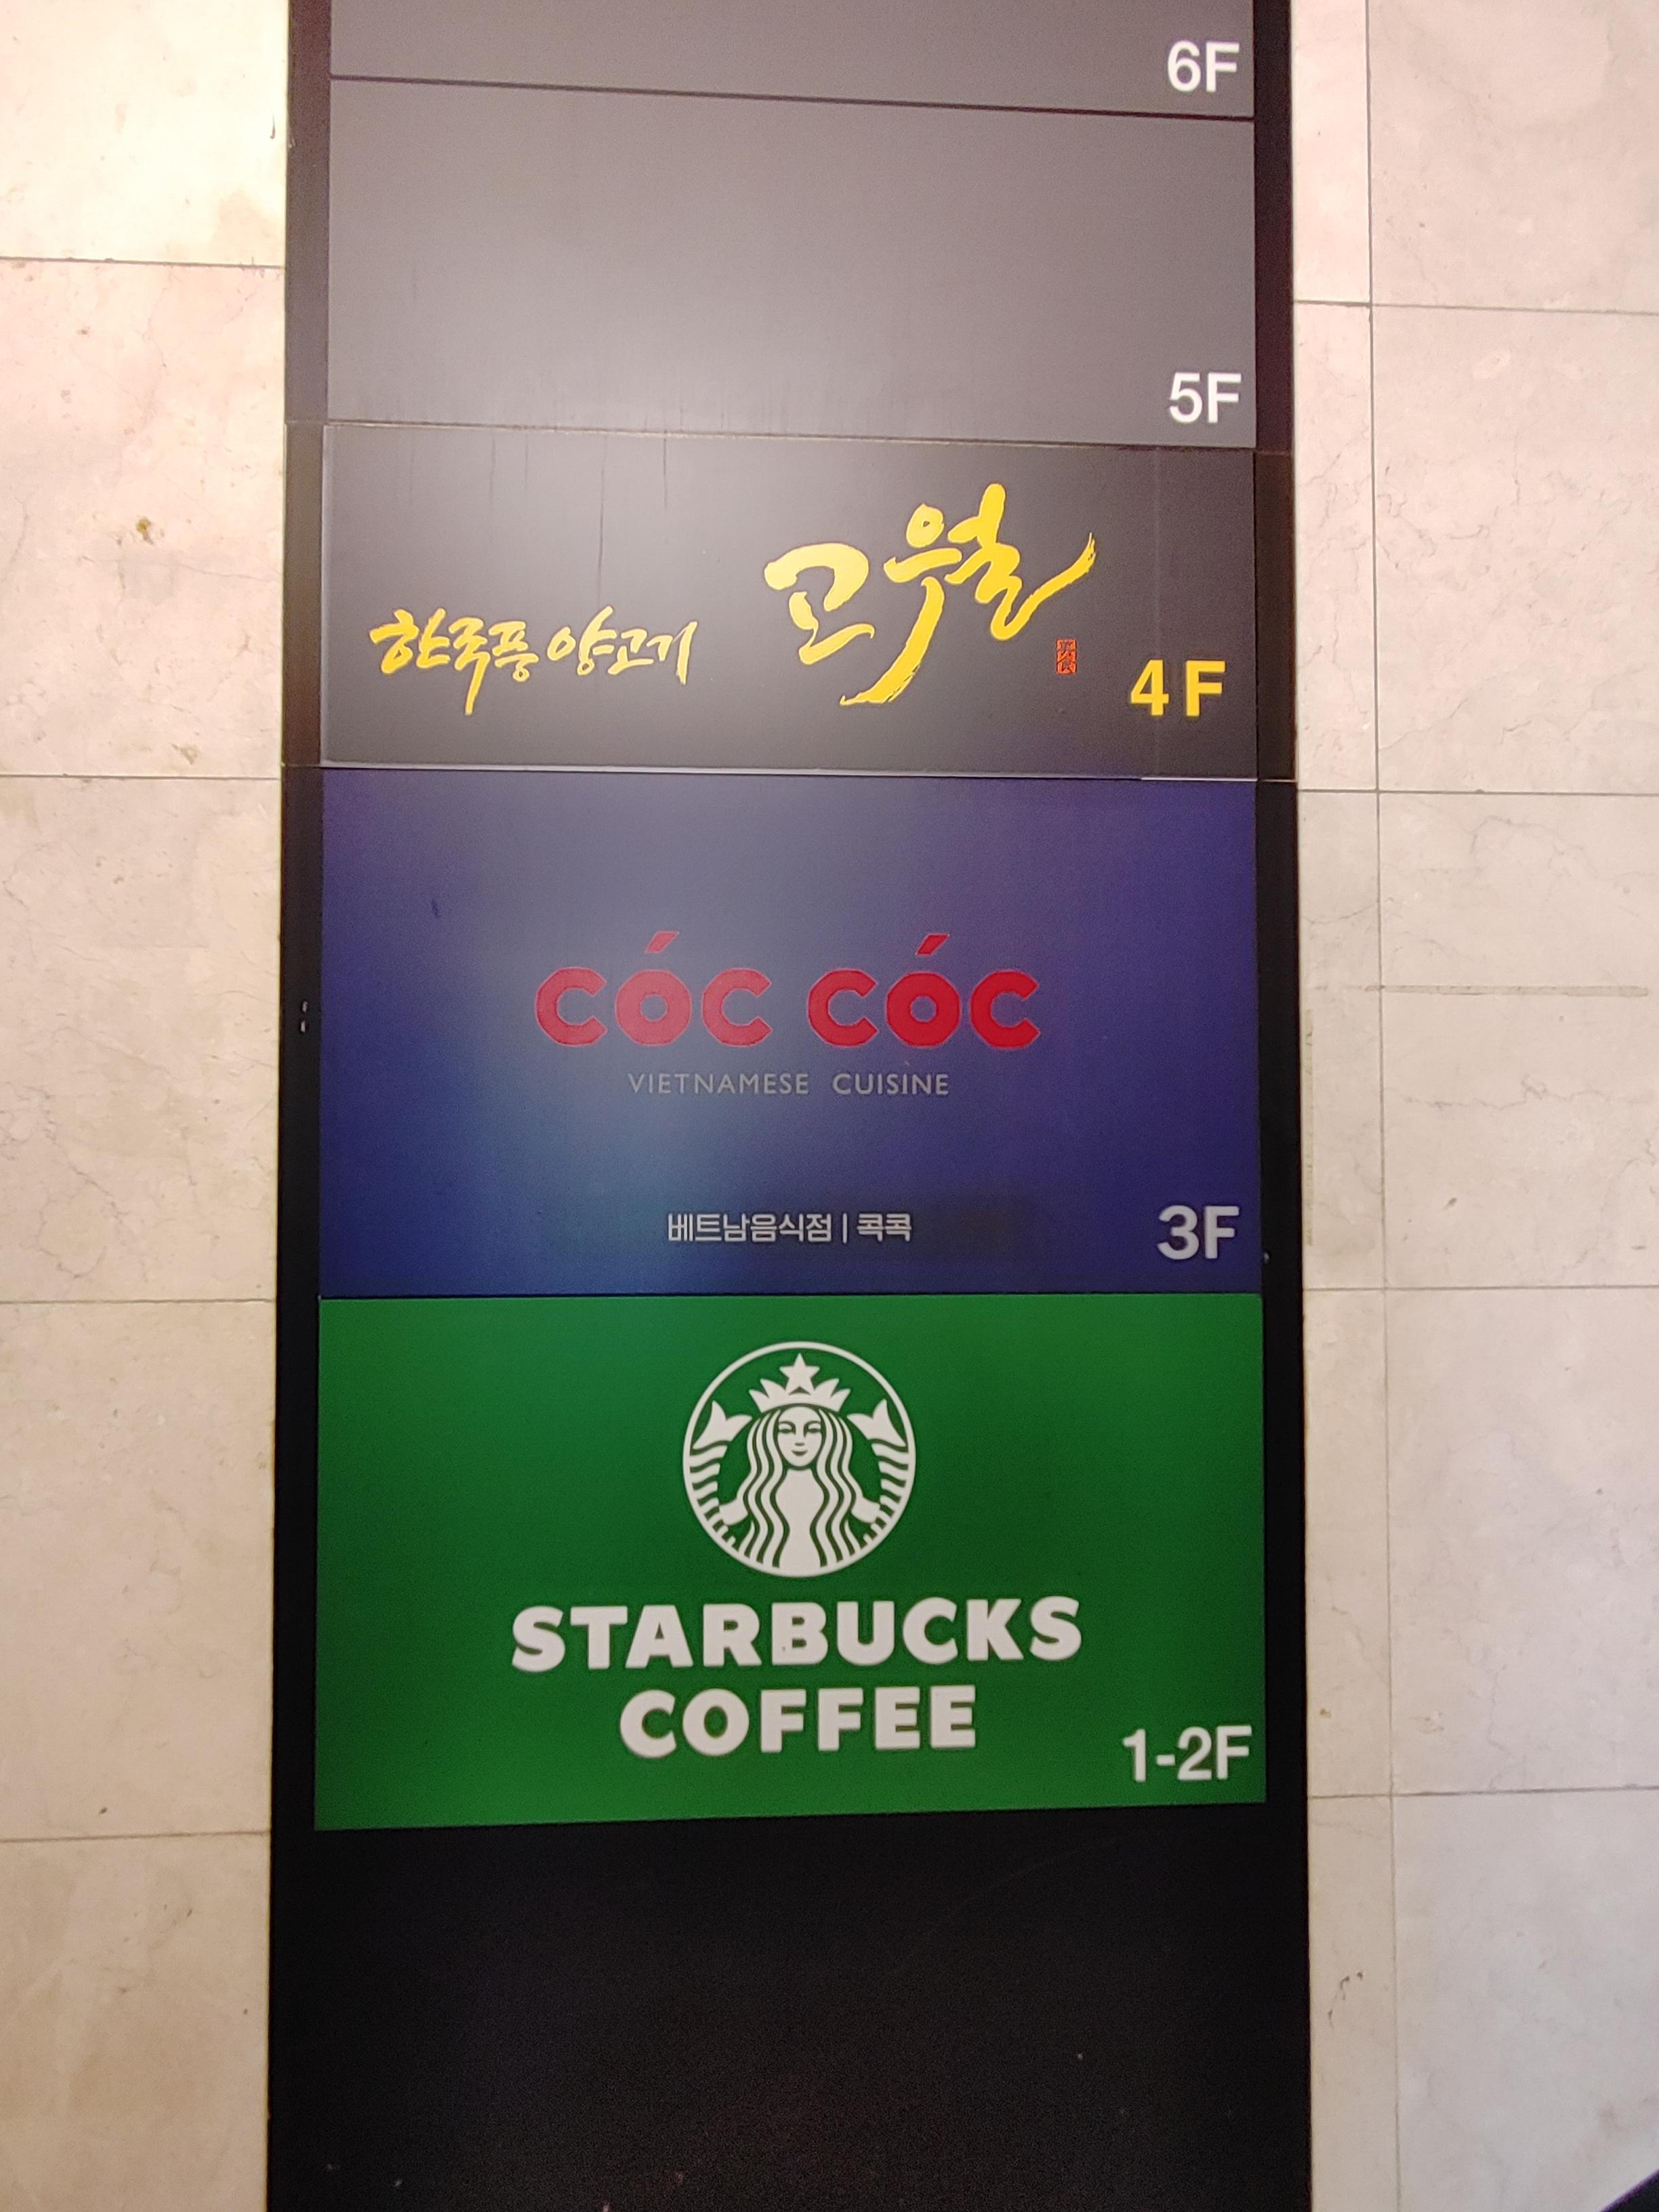 6F
5F
한국풍 양고기 고월
4F
CÓC CÓC
VIETNAMESE CUISINE
베트남음식점 | 콕콕
3F
STARBUCKS
COFFEE
1-2F